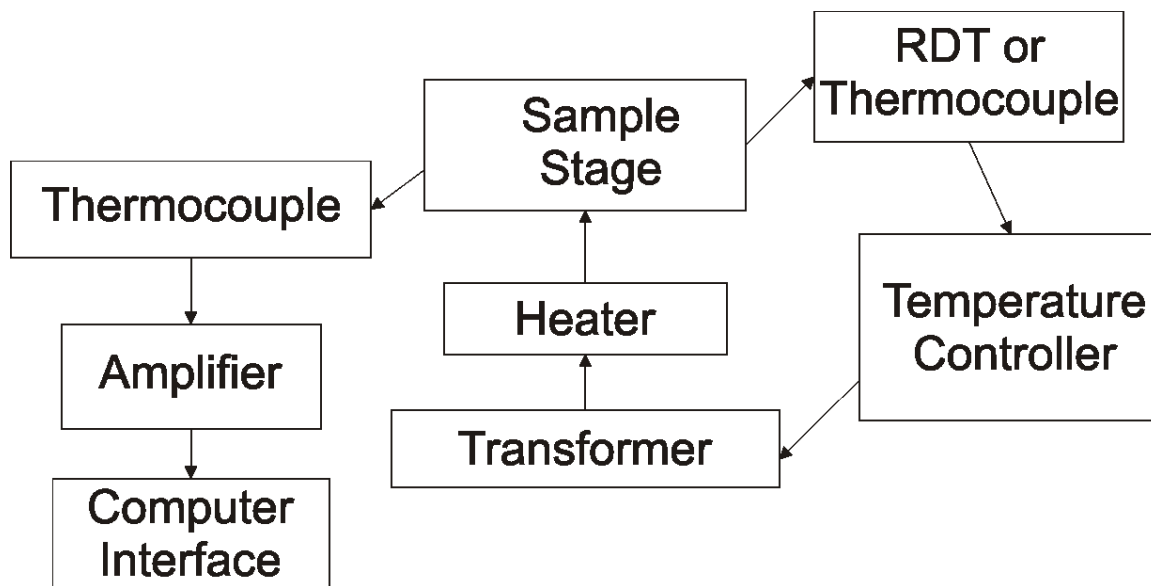 RDT or
Thermocouple
Sample
Stage
Thermocouple
Temperature
Controller
Heater
Amplifier
Transformer
Computer
Interface